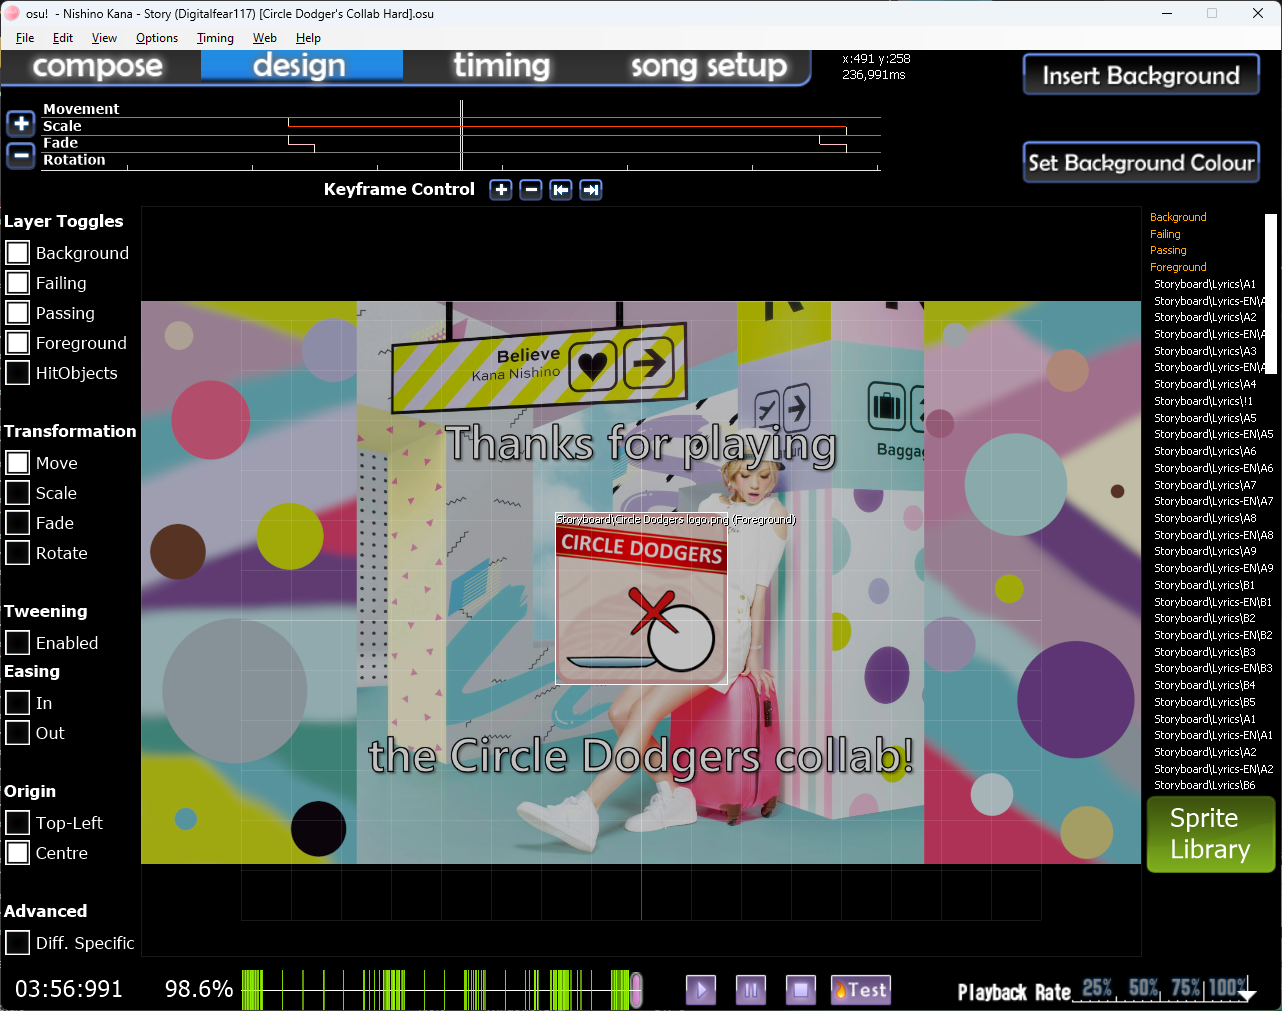 osu!  - Nishino Kana - Story (Digitalfear117) [Circle Dodger's Collab Hard].osu
File Edit View Options Timing Web Help
compose design timing song setup
x:491 y:258
236,991ms
Insert Background
Movement
Scale
Fade
Rotation
Set Background Colour
Keyframe Control
Layer Toggles
Background
Failing
Passing
Foreground
HitObjects
Transformation
Move
Scale
Fade
Rotate
Tweening
Enabled
Easing
In
Out
Origin
Top-Left
Centre
Advanced
Diff. Specific
Believe
Kana Nishino
Bagga
Thanks for playing
Storyboard\Circle Dodgers logo.png (Foreground)
CIRCLE DODGERS
the Circle Dodgers collab!
Background
Failing
Passing
Foreground
Storyboard\Lyrics\A1
Storyboard\Lyrics-EN\A
Storyboard\Lyrics\A2
Storyboard\Lyrics-EN\A
Storyboard\Lyrics\A3
Storyboard\Lyrics-EN\A
Storyboard\Lyrics\A4
Storyboard\Lyrics\!1
Storyboard\Lyrics\A5
Storyboard\Lyrics-EN\A5
Storyboard\Lyrics\A6
Storyboard\Lyrics-EN\A6
Storyboard\Lyrics\A7
Storyboard\Lyrics-EN\A7
Storyboard\Lyrics\A8
Storyboard\Lyrics-EN\A8
Storyboard\Lyrics\A9
Storyboard\Lyrics-EN\A9
Storyboard\Lyrics\B1
Storyboard\Lyrics-EN\B1
Storyboard\Lyrics\B2
Storyboard\Lyrics-EN\B2
Storyboard\Lyrics\B3
Storyboard\Lyrics-EN\B3
Storyboard\Lyrics\B4
Storyboard\Lyrics\B5
Storyboard\Lyrics\A1
Storyboard\Lyrics-EN\A1
Storyboard\Lyrics\A2
Storyboard\Lyrics-EN\A2
Storyboard\Lyrics\B6
Sprite
Library
03:56:991 98.6%
Test
Playback Rate 25% 50% 75% 100%